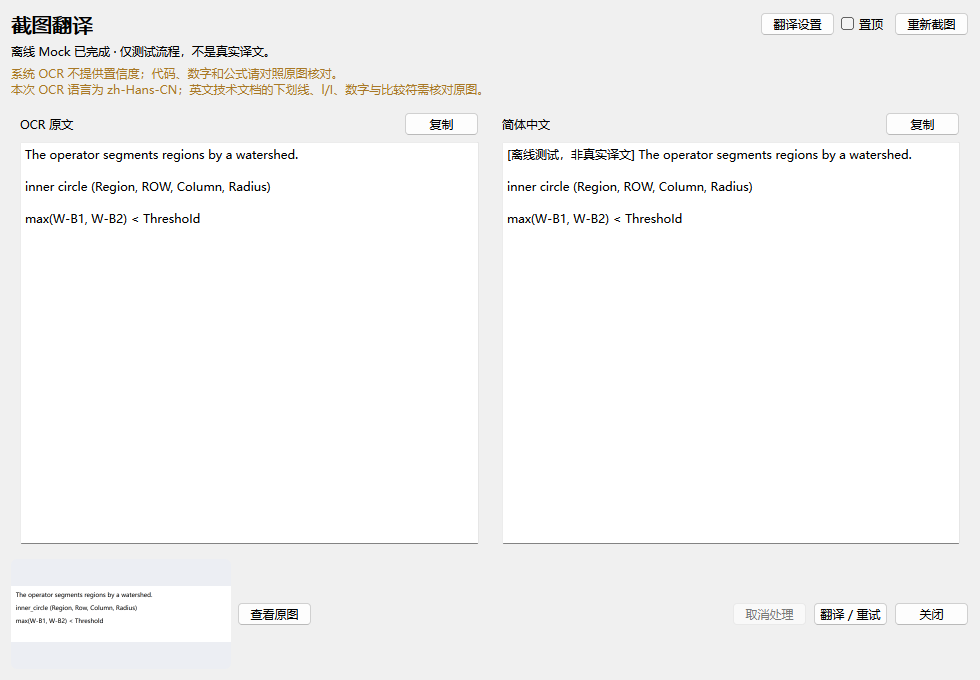 截图翻译
翻译设置
置顶
重新截图
离线 Mock 已完成 · 仅测试流程，不是真实译文。
系统 OCR 不提供置信度；代码、数字和公式请对照原图核对。
本次 OCR 语言为 zh-Hans-CN；英文技术文档的下划线、l/I、数字与比较符需核对原图。
OCR 原文
复制
The operator segments regions by a watershed.
inner circle (Region, ROW, CoIumn, Radius)
max(W-B1, W-B2) < ThreshoId
简体中文
复制
[离线测试，非真实译文] The operator segments regions by a watershed.
inner circle (Region, ROW, CoIumn, Radius)
max(W-B1, W-B2) < ThreshoId
The operator segments regions by a watershed.
inner_circle (Region, Row, Column, Radius)
max(W-B1, W-B2) < Threshold
查看原图
取消处理
翻译 / 重试
关闭